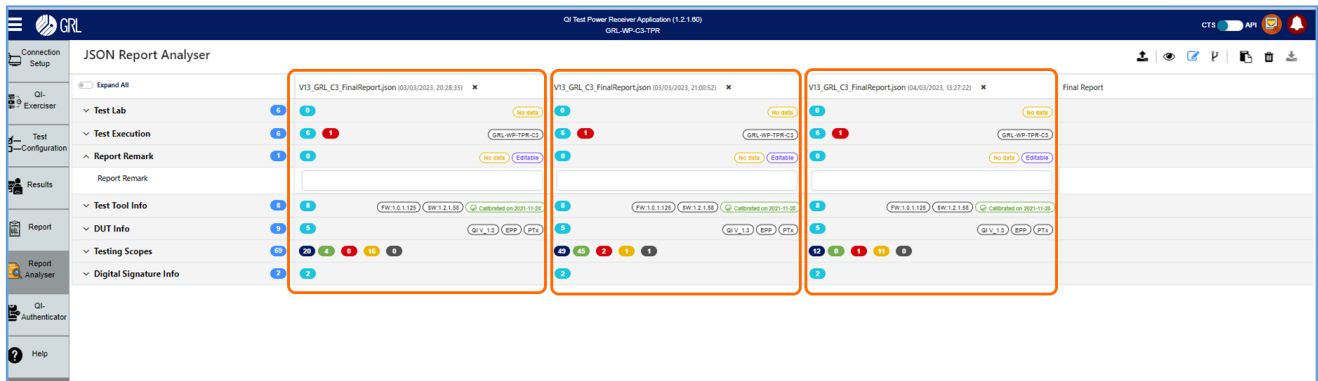 QI Test Power Receiver Application (1.2.1.60)
GRL-WP-C3-TPR
GRL
CTS API
Connection Setup
QI-Exerciser
Test Configuration
Results
Report
Report Analyser
QI-Authenticator
Help
JSON Report Analyser
Expand All
V13_GRL_C3_FinalReport.json (03/03/2023, 20:28:35) ✖ V13_GRL_C3_FinalReport.json (03/03/2023, 21:00:52) ✖ V13_GRL_C3_FinalReport.json (04/03/2023, 13:27:22) ✖ Final Report
Test Lab 6 0 No data 0 No data 0 No data
Test Execution 6 6 1 GRL-WP-TPR-C3 6 1 GRL-WP-TPR-C3 6 1 GRL-WP-TPR-C3
Report Remark 1 0 No data Editable 0 No data Editable 0 No data Editable
Report Remark
Test Tool Info 8 8 FW:1.0.1.125 SW:1.2.1.58 Calibrated on 2021-11-20 8 FW:1.0.1.125 SW:1.2.1.58 Calibrated on 2021-11-20 8 FW:1.0.1.125 SW:1.2.1.58 Calibrated on 2021-11-20
DUT Info 9 5 QI V_1.3 EPP PTx 5 QI V_1.3 EPP PTx 5 QI V_1.3 EPP PTx
Testing Scopes 69 20 4 0 16 0 49 45 2 1 1 12 0 1 11 0
Digital Signature Info 2 2 2 2